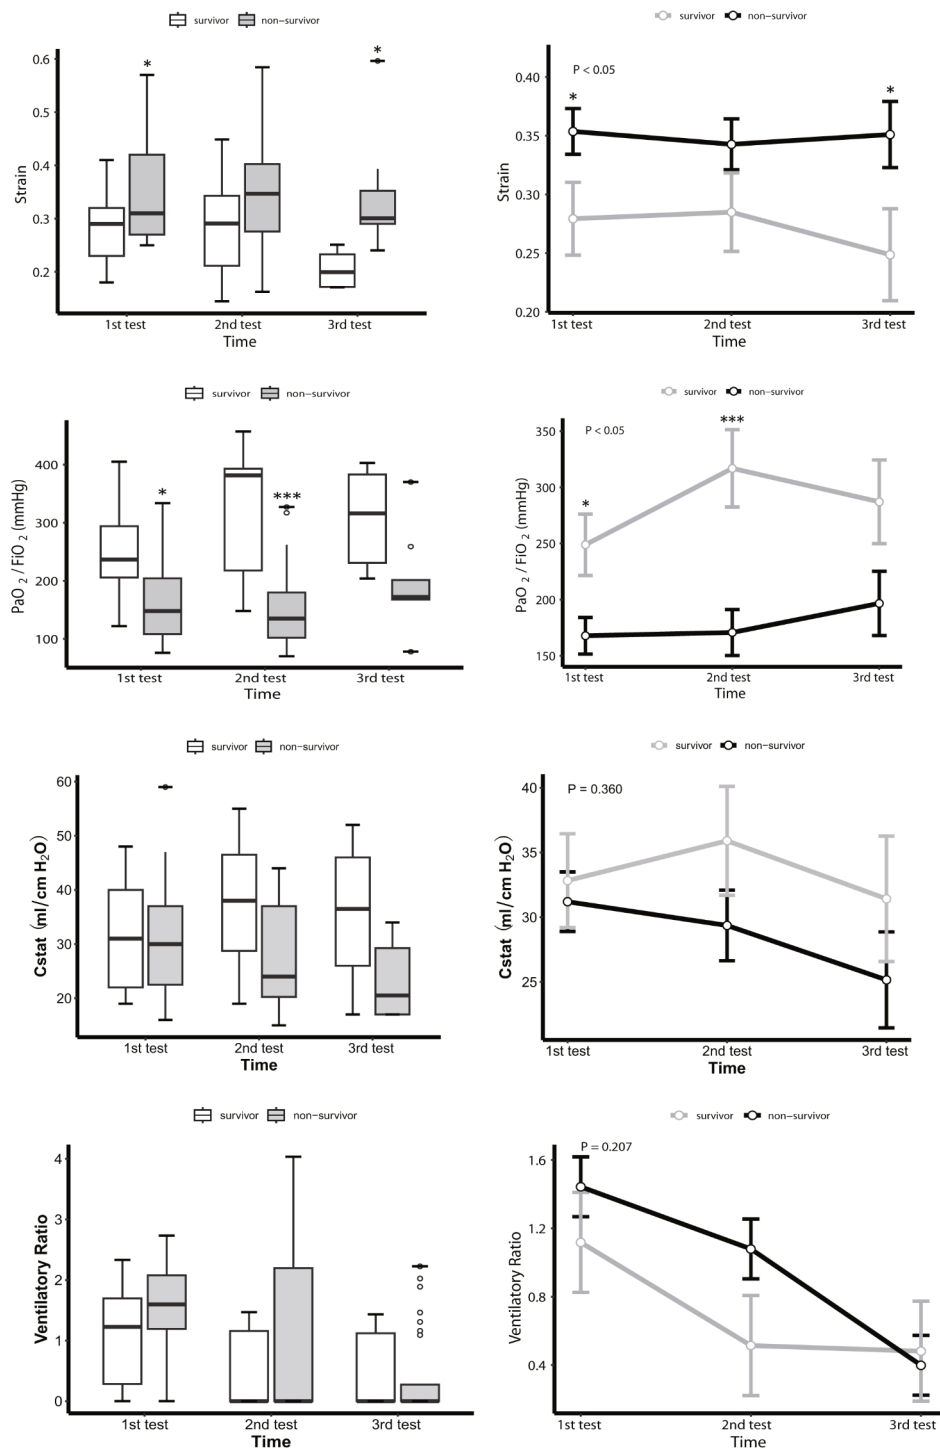 survivor non−survivor
0.6
0.5
0.4
0.3
0.2
Strain
*
*
1st test 2nd test 3rd test
Time
survivor non−survivor
P < 0.05
0.40
0.35
0.30
0.25
0.20
Strain
*
*
1st test 2nd test 3rd test
Time
survivor non−survivor
400
300
200
100
PaO 2 / FiO 2 (mmHg)
*
***
1st test 2nd test 3rd test
Time
survivor non−survivor
P < 0.05
350
300
250
200
150
PaO 2 / FiO 2 (mmHg)
*
***
1st test 2nd test 3rd test
Time
survivor non−survivor
60
50
40
30
20
Cstat (ml/cm H2O)
1st test 2nd test 3rd test
Time
survivor non−survivor
P = 0.360
40
35
30
25
Cstat (ml/cm H2O)
1st test 2nd test 3rd test
Time
survivor non−survivor
4
3
2
1
0
Ventilatory Ratio
1st test 2nd test 3rd test
Time
survivor non−survivor
P = 0.207
1.6
1.2
0.8
0.4
Ventilatory Ratio
1st test 2nd test 3rd test
Time